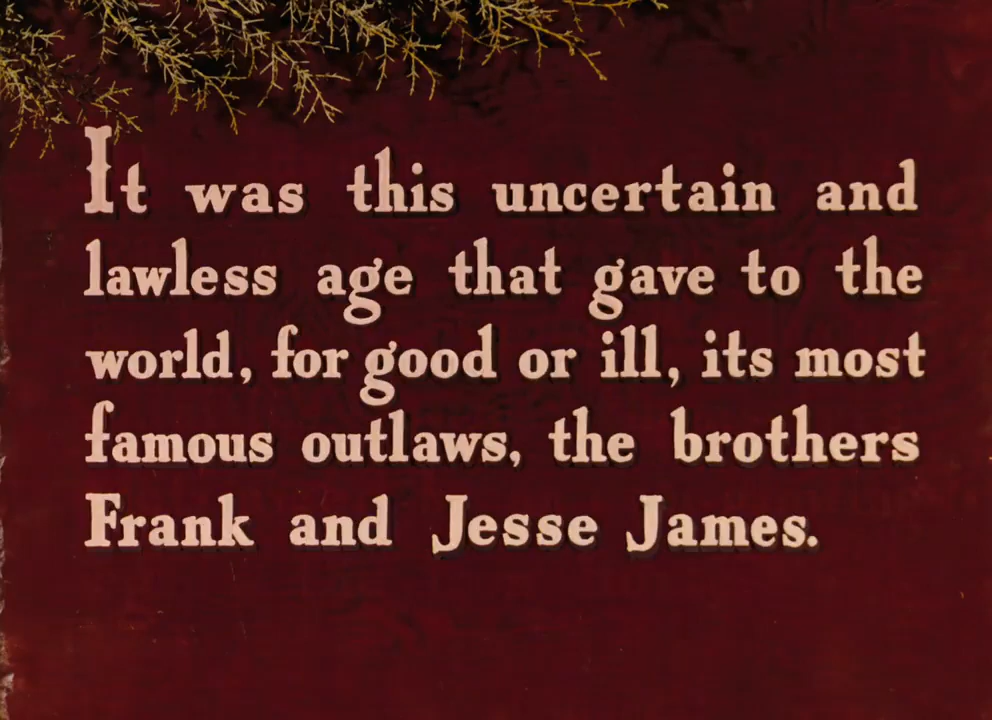 It was this uncertain and
lawless age that gave to the
world, for good or ill, its most
famous outlaws, the brothers
Frank and Jesse James.